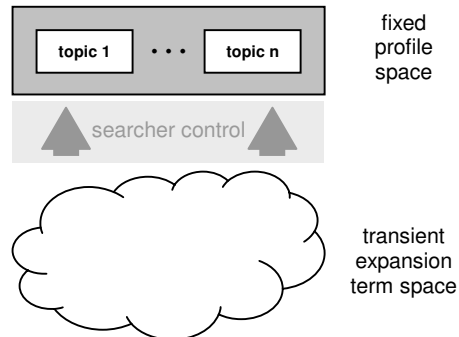 fixed
profile
space
topic 1 • • • topic n
searcher control
transient
expansion
term space